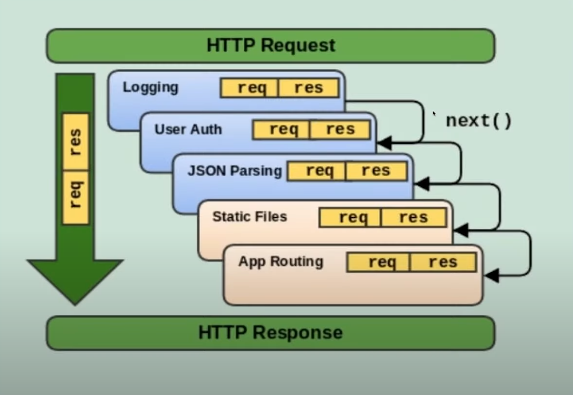 HTTP Request
Logging req res
next()
User Auth req res
JSON Parsing req res
Static Files req res
App Routing req res
req res
HTTP Response